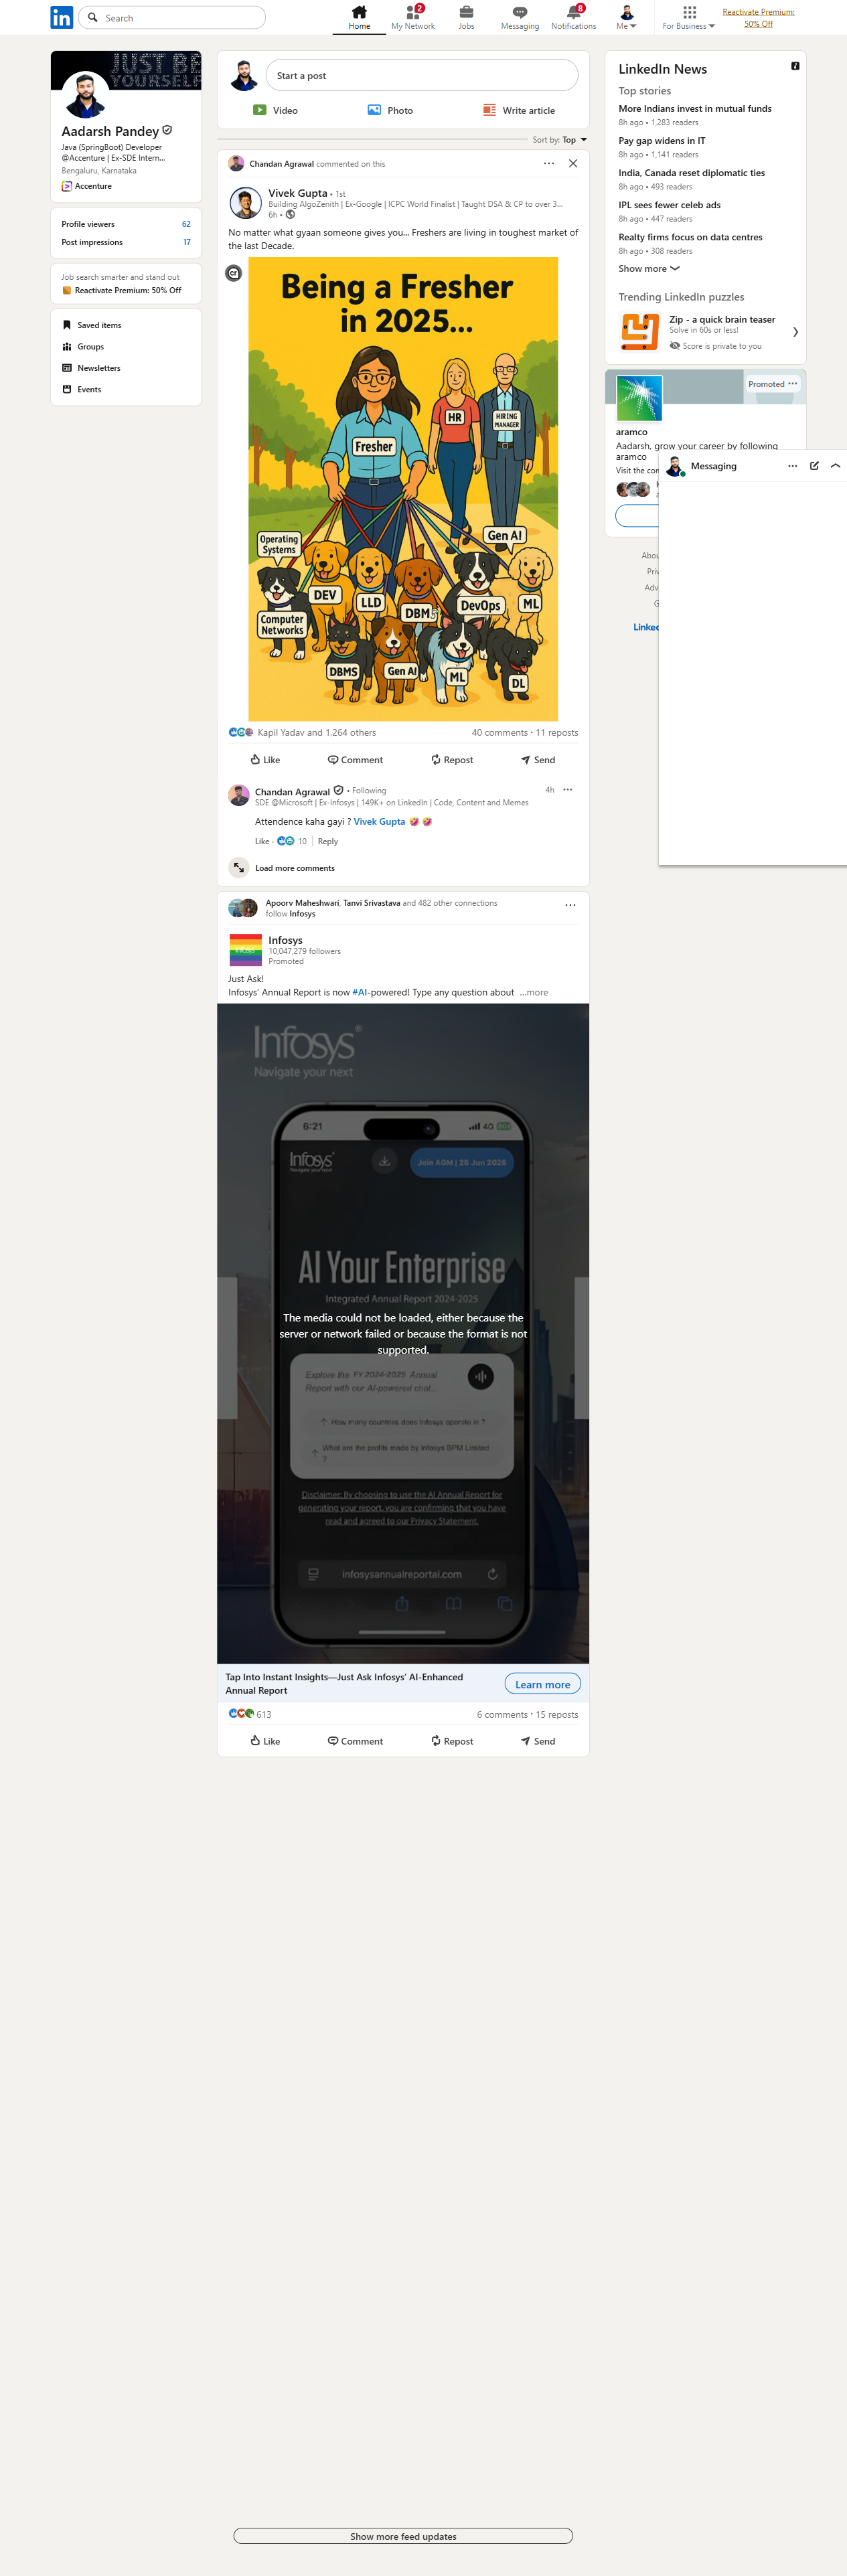 in
Search
Home
2
My Network
Jobs
Messaging
8
Notifications
Me
For Business
Reactivate Premium:
50% Off
JUST BE
YOURSELF
Aadarsh Pandey
Java (SpringBoot) Developer
@Accenture | Ex-SDE Intern...
Bengaluru, Karnataka
Accenture
Profile viewers 62
Post impressions 17
Job search smarter and stand out
Reactivate Premium: 50% Off
Saved items
Groups
Newsletters
Events
Start a post
Video
Photo
Write article
Sort by: Top
Chandan Agrawal commented on this
Vivek Gupta • 1st
Building AlgoZenith | Ex-Google | ICPC World Finalist | Taught DSA & CP to over 3...
6h •
No matter what gyaan someone gives you... Freshers are living in toughest market of
the last Decade.
Cr
Being a Fresher
in 2025...
Fresher
HR
HIRING
MANAGER
Operating
Systems
Gen AI
DEV
LLD
DBMS
DevOps
ML
Computer
Networks
DBMS
Gen AI
ML
DL
Kapil Yadav and 1,264 others
40 comments • 11 reposts
Like
Comment
Repost
Send
Chandan Agrawal • Following
4h
SDE @Microsoft | Ex-Infosys | 149K+ on LinkedIn | Code, Content and Memes
Attendence kaha gayi ? Vivek Gupta 🤣 🤣
Like · 10 | Reply
Load more comments
Apoorv Maheshwari, Tanvi Srivastava and 482 other connections
follow Infosys
Infosys
Infosys
10,047,279 followers
Promoted
Just Ask!
Infosys' Annual Report is now #AI-powered! Type any question about ...more
Infosys®
Navigate your next
6:21
4G
Infosys®
Navigate your next
Join AGM | 25 Jun 2025
AI Your Enterprise
Integrated Annual Report 2024-2025
The media could not be loaded, either because the
server or network failed or because the format is not
supported.
Explore the FY 2024-2025 Annual
Report with our AI-powered chat...
How many countries does Infosys operate in ?
What are the profits made by Infosys BPM Limited
?
Disclaimer: By choosing to use the AI Annual Report for
generating your report, you are confirming that you have
read and agreed to our Privacy Statement.
infosysannualreportai.com
Tap Into Instant Insights—Just Ask Infosys' AI-Enhanced
Annual Report
Learn more
613
6 comments • 15 reposts
Like
Comment
Repost
Send
Show more feed updates
LinkedIn News
Top stories
More Indians invest in mutual funds
8h ago • 1,283 readers
Pay gap widens in IT
8h ago • 1,141 readers
India, Canada reset diplomatic ties
8h ago • 493 readers
IPL sees fewer celeb ads
8h ago • 447 readers
Realty firms focus on data centres
8h ago • 308 readers
Show more
Trending LinkedIn puzzles
Zip - a quick brain teaser
Solve in 60s or less!
Score is private to you
Promoted
aramco
Aadarsh, grow your career by following
aramco
Visit the
Messaging